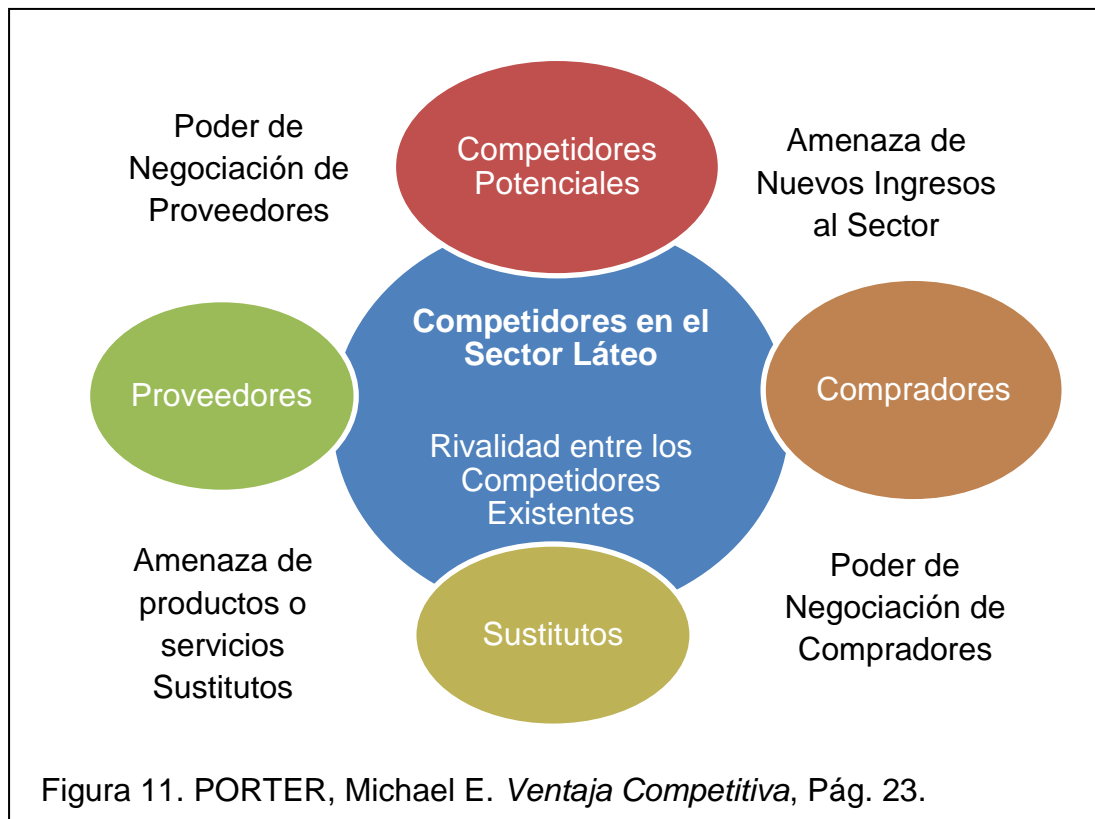 Poder de
Negociación de
Proveedores
Competidores
Potenciales
Amenaza de
Nuevos Ingresos
al Sector
Competidores en el
Sector Láteo
Proveedores
Compradores
Rivalidad entre los
Competidores
Existentes
Amenaza de
productos o
servicios
Sustitutos
Sustitutos
Poder de
Negociación de
Compradores
Figura 11. PORTER, Michael E. Ventaja Competitiva, Pág. 23.